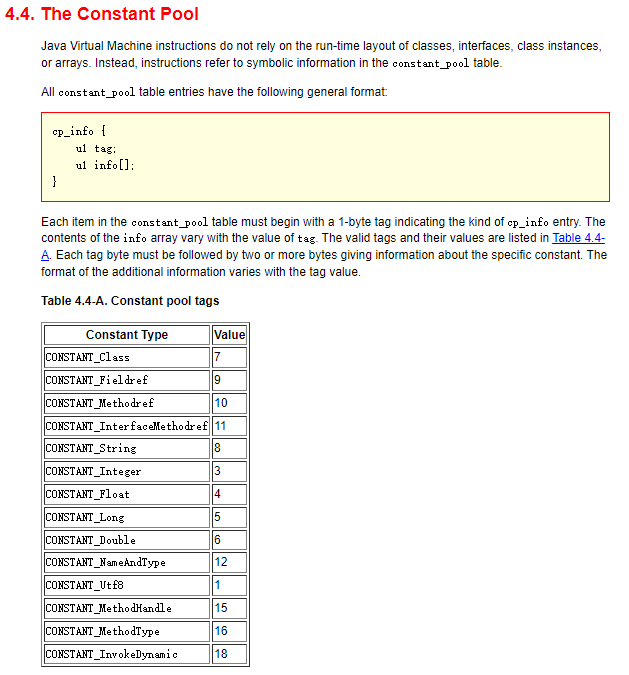 4.4. The Constant Pool
Java Virtual Machine instructions do not rely on the run-time layout of classes, interfaces, class instances,
or arrays. Instead, instructions refer to symbolic information in the constant_pool table.
All constant_pool table entries have the following general format:
cp_info {
u1 tag;
u1 info[];
}
Each item in the constant_pool table must begin with a 1-byte tag indicating the kind of cp_info entry. The
contents of the info array vary with the value of tag. The valid tags and their values are listed in Table 4.4-
A. Each tag byte must be followed by two or more bytes giving information about the specific constant. The
format of the additional information varies with the tag value.
Table 4.4-A. Constant pool tags
Constant Type Value
CONSTANT_Class 7
CONSTANT_Fieldref 9
CONSTANT_Methodref 10
CONSTANT_InterfaceMethodref 11
CONSTANT_String 8
CONSTANT_Integer 3
CONSTANT_Float 4
CONSTANT_Long 5
CONSTANT_Double 6
CONSTANT_NameAndType 12
CONSTANT_Utf8 1
CONSTANT_MethodHandle 15
CONSTANT_MethodType 16
CONSTANT_InvokeDynamic 18